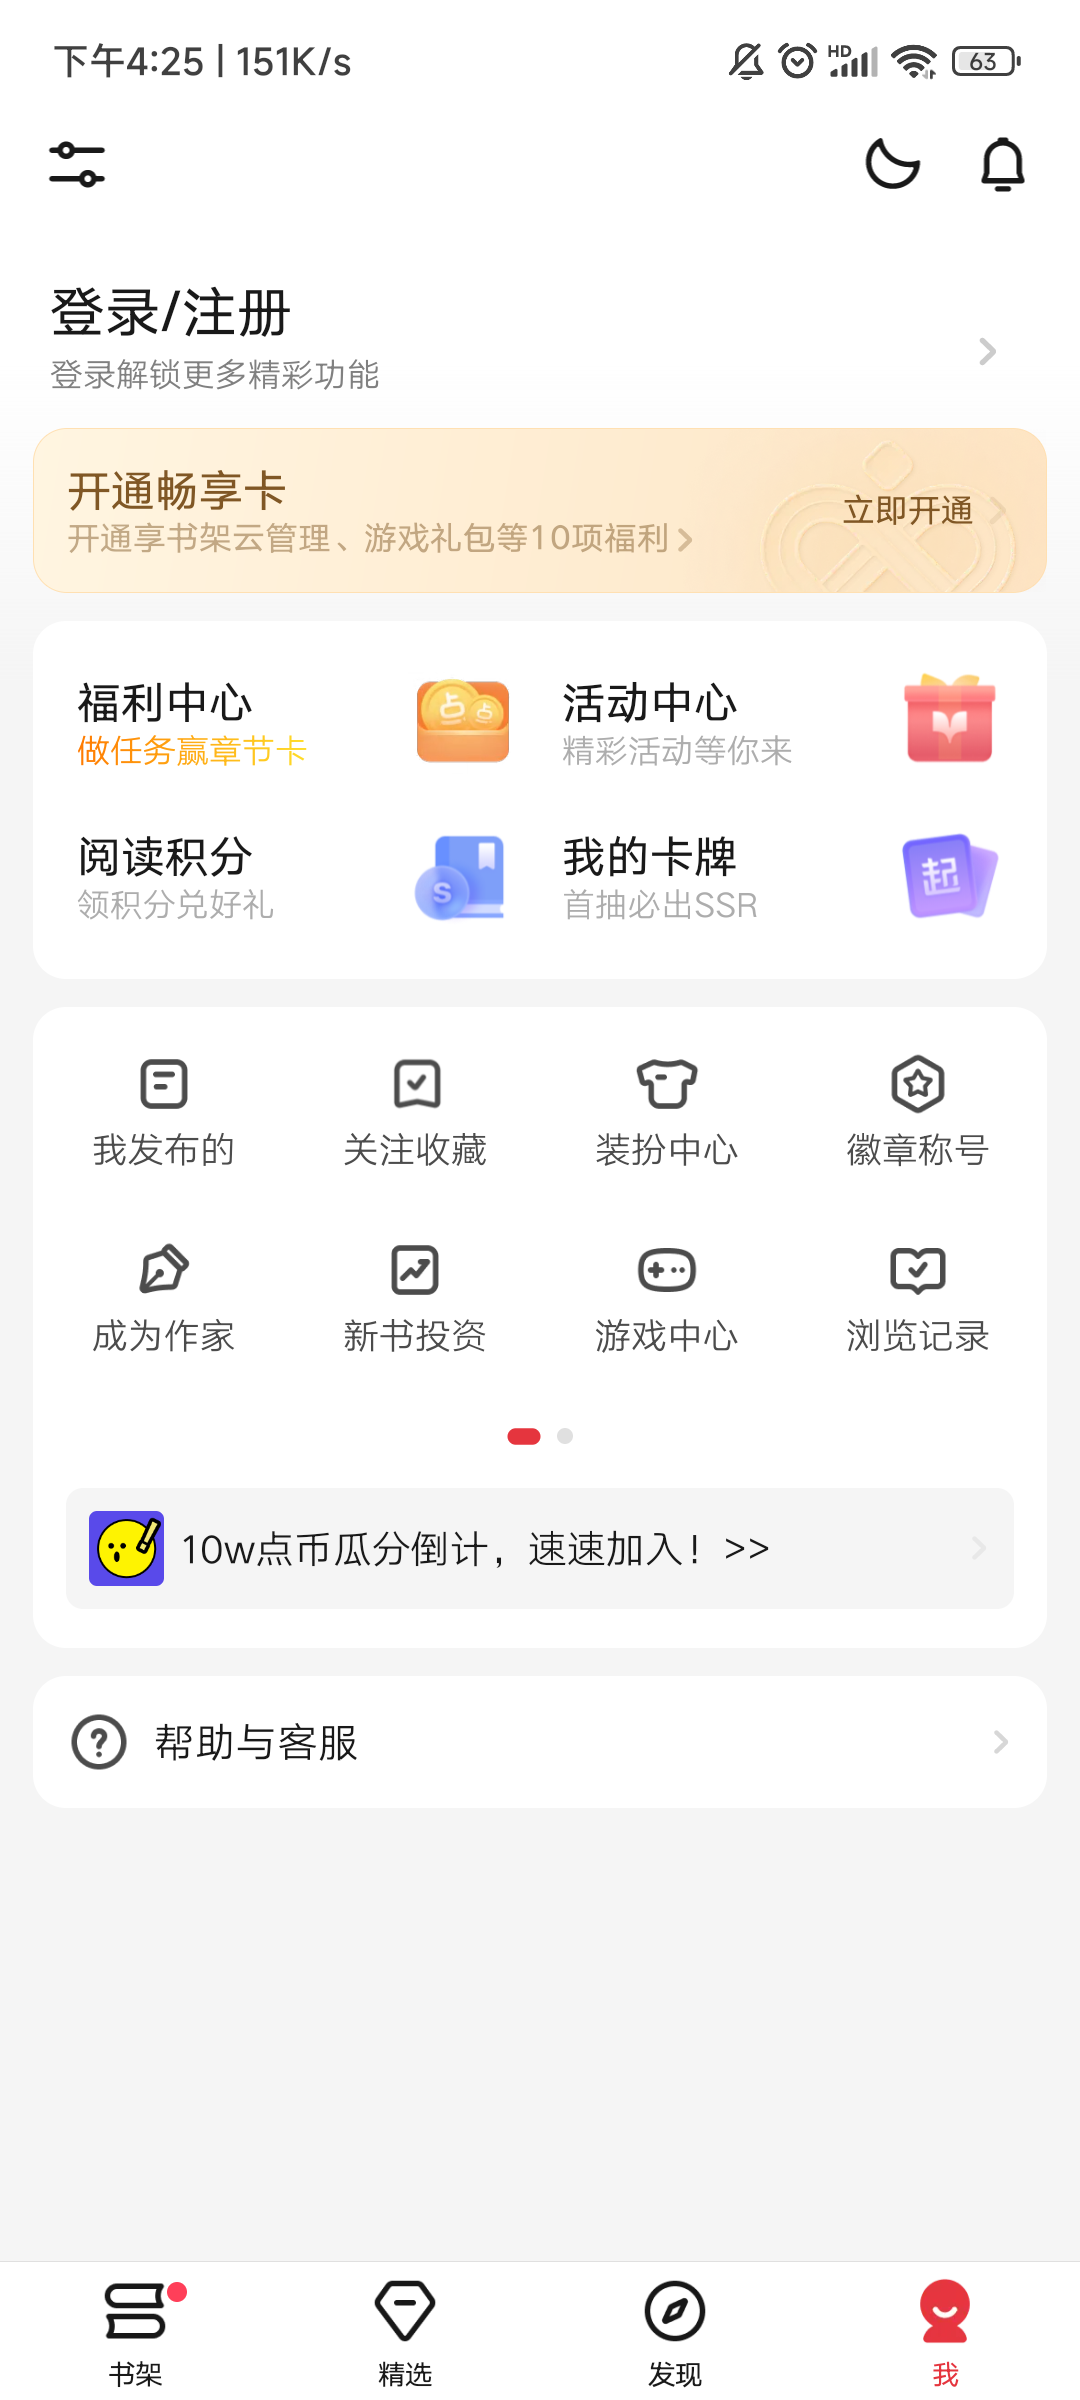 下午4:25 | 151K/s
HD
63
登录/注册
登录解锁更多精彩功能
开通畅享卡
开通享书架云管理、游戏礼包等10项福利
立即开通
福利中心
做任务赢章节卡
点
点
活动中心
精彩活动等你来
阅读积分
领积分兑好礼
S
我的卡牌
首抽必出SSR
起
我发布的
关注收藏
装扮中心
徽章称号
成为作家
新书投资
游戏中心
浏览记录
10w点币瓜分倒计，速速加入！>>
帮助与客服
书架
精选
发现
我